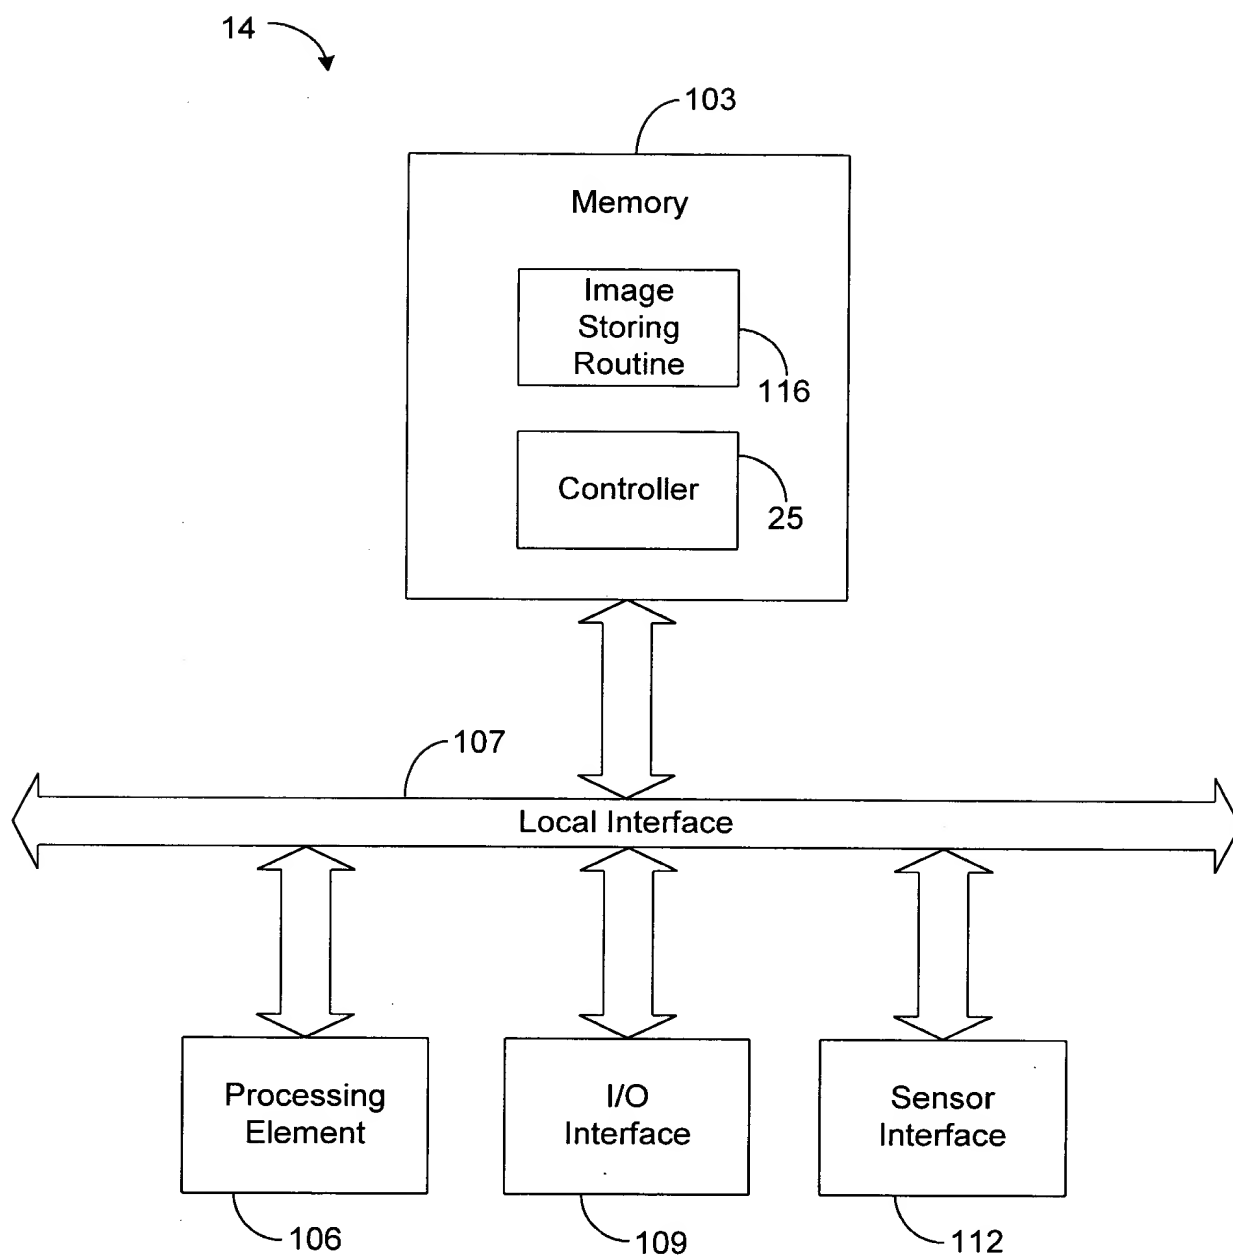 14
103
Memory
Image
Storing
Routine
116
Controller
25
107
Local Interface
Processing
Element
I/O
Interface
Sensor
Interface
106
109
112